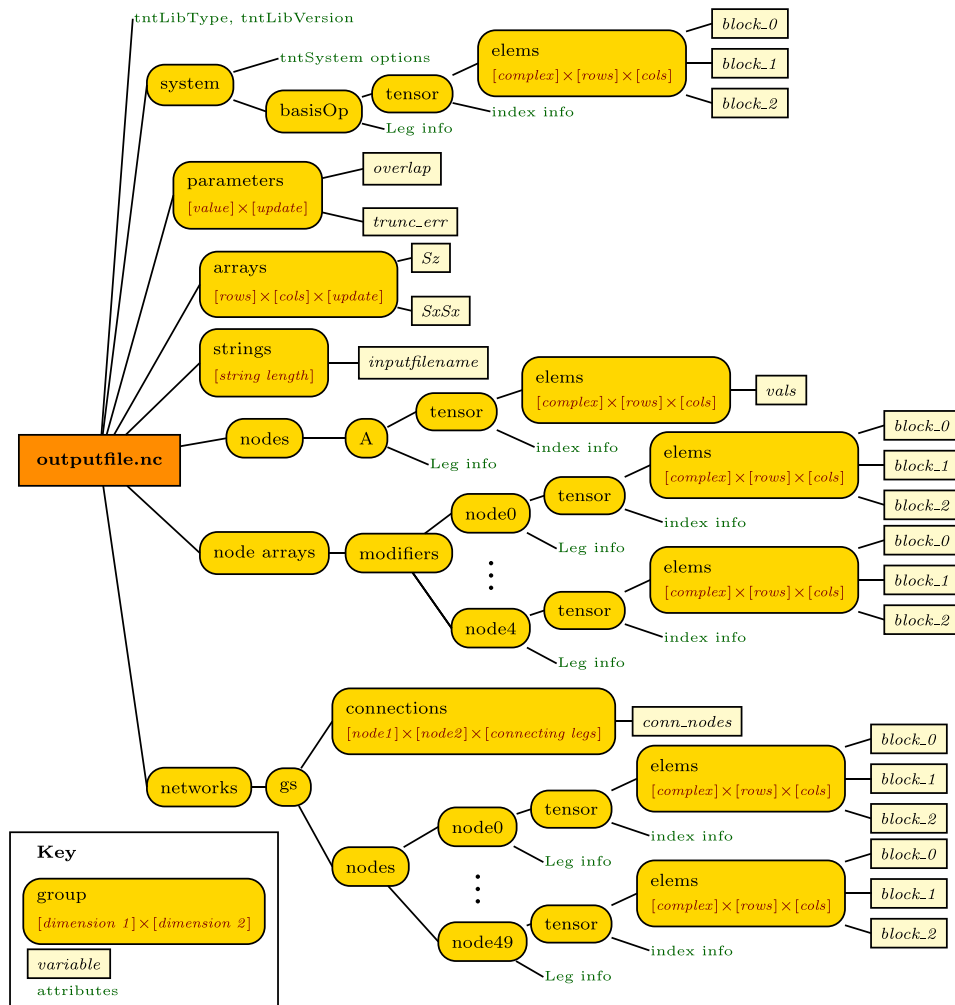 tntLibType, tntLibVersion
system
tntSystem options
basisOp
tensor
Leg info
elems
[complex]×[rows]×[cols]
index info
block_0
block_1
block_2
parameters
[value]×[update]
overlap
trunc_err
arrays
[rows]×[cols]×[update]
Sz
SxSx
strings
[string length]
inputfilename
outputfile.nc
nodes
A
tensor
Leg info
elems
[complex]×[rows]×[cols]
index info
vals
node arrays
modifiers
node0
tensor
Leg info
elems
[complex]×[rows]×[cols]
index info
block_0
block_1
block_2
node4
tensor
Leg info
elems
[complex]×[rows]×[cols]
index info
block_0
block_1
block_2
networks
gs
connections
[node1]×[node2]×[connecting legs]
conn_nodes
nodes
node0
tensor
Leg info
elems
[complex]×[rows]×[cols]
index info
block_0
block_1
block_2
node49
tensor
Leg info
elems
[complex]×[rows]×[cols]
index info
block_0
block_1
block_2
Key
group
[dimension 1]×[dimension 2]
variable
attributes